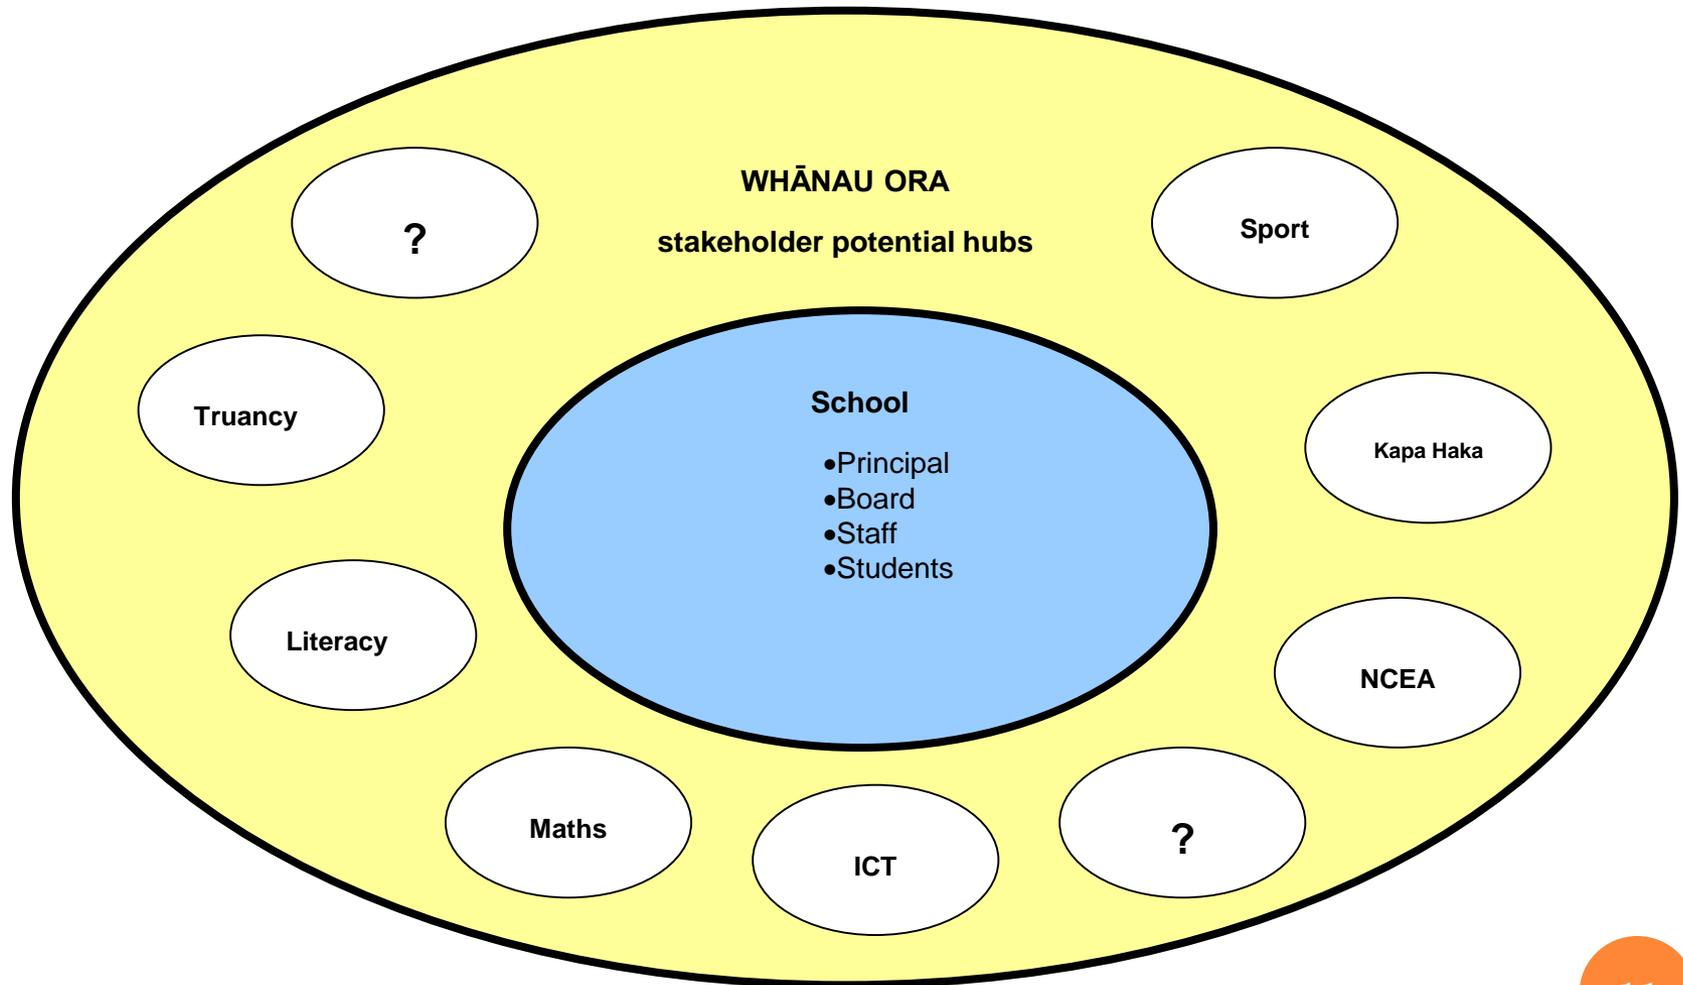 WHĀNAU ORA
stakeholder potential hubs
?
Sport
Truancy
School
•Principal
•Board
•Staff
•Students
Kapa Haka
Literacy
NCEA
Maths
ICT
?